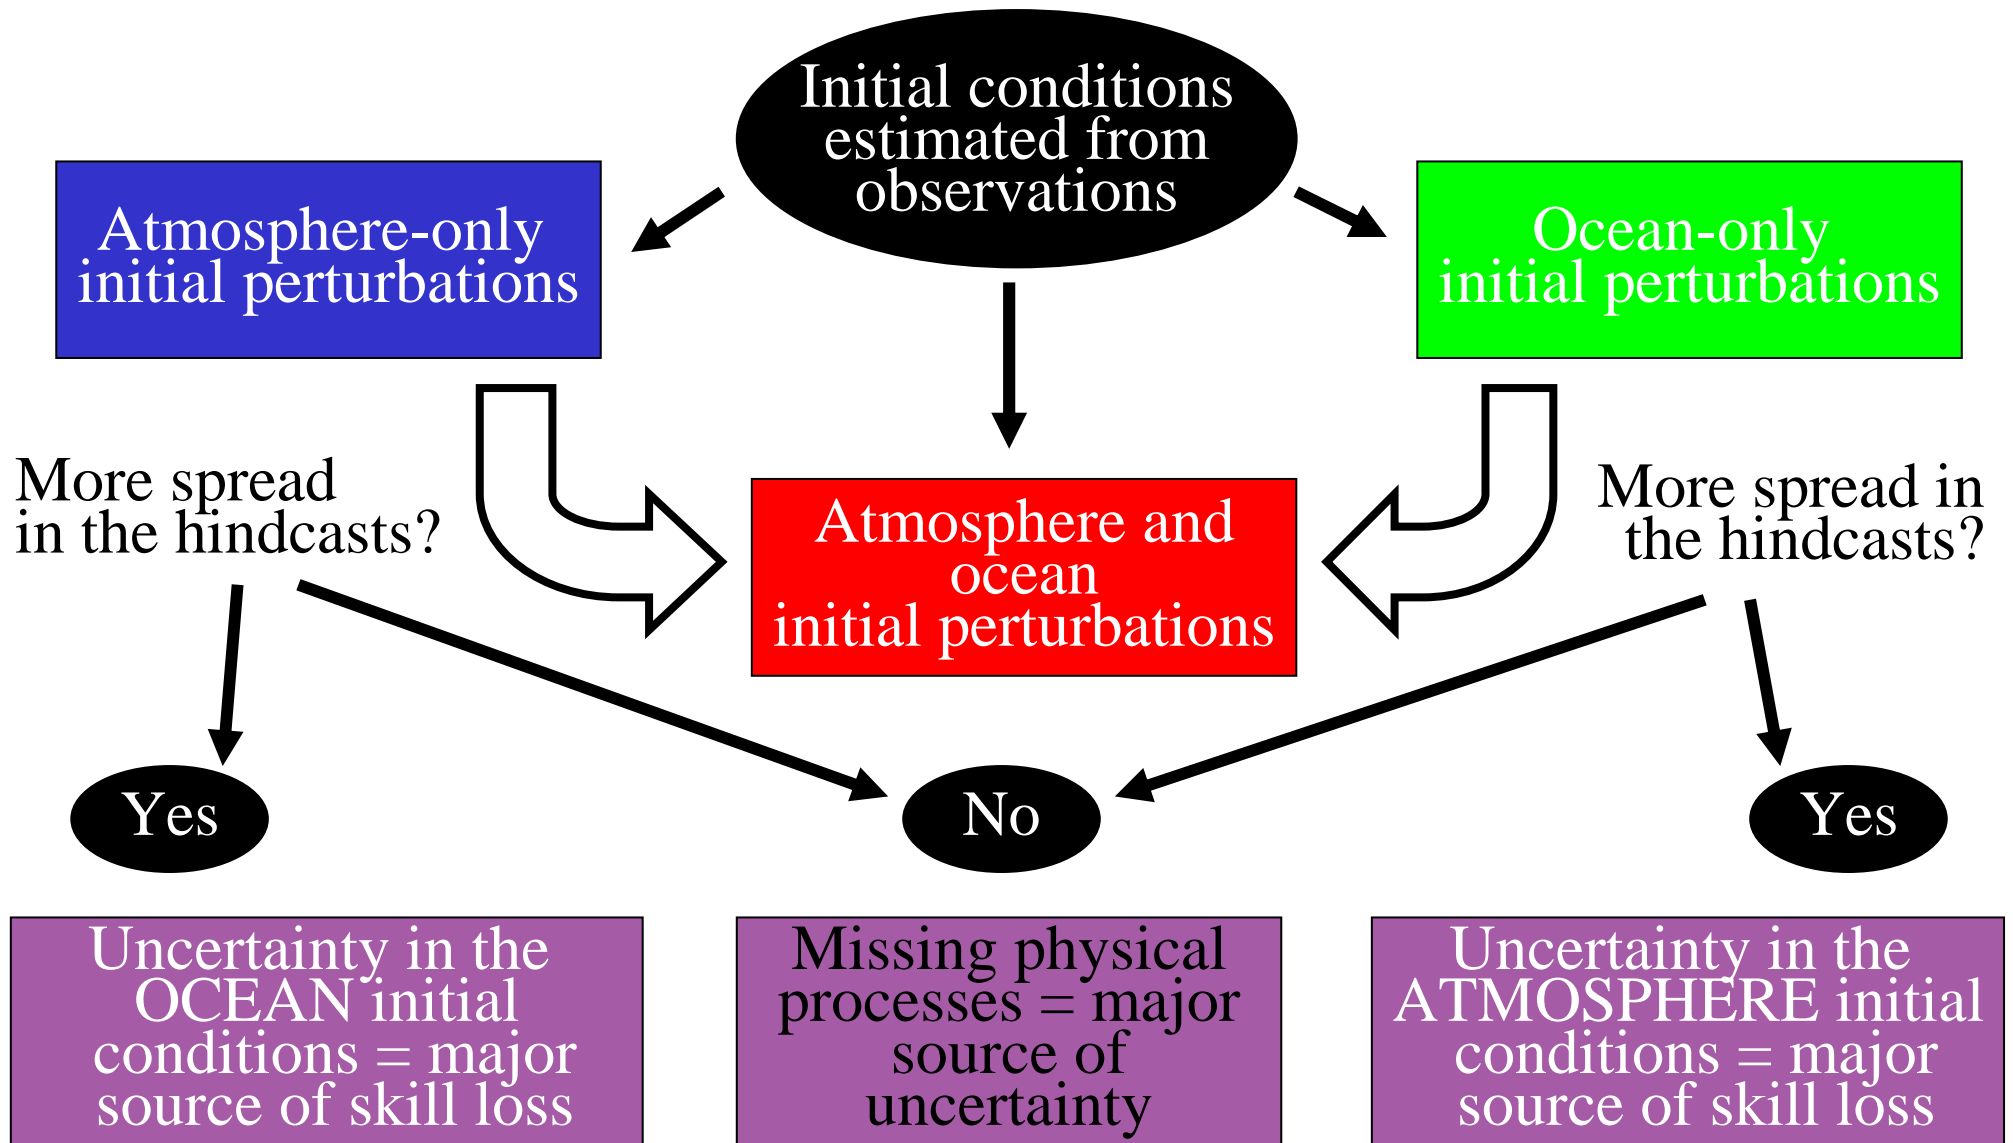 Initial conditions
estimated from
observations
Atmosphere-only
initial perturbations
Ocean-only
initial perturbations
More spread
in the hindcasts?
Atmosphere and
ocean
initial perturbations
More spread in
the hindcasts?
Yes
No
Yes
Uncertainty in the
OCEAN initial
conditions = major
source of skill loss
Missing physical
processes = major
source of
uncertainty
Uncertainty in the
ATMOSPHERE initial
conditions = major
source of skill loss